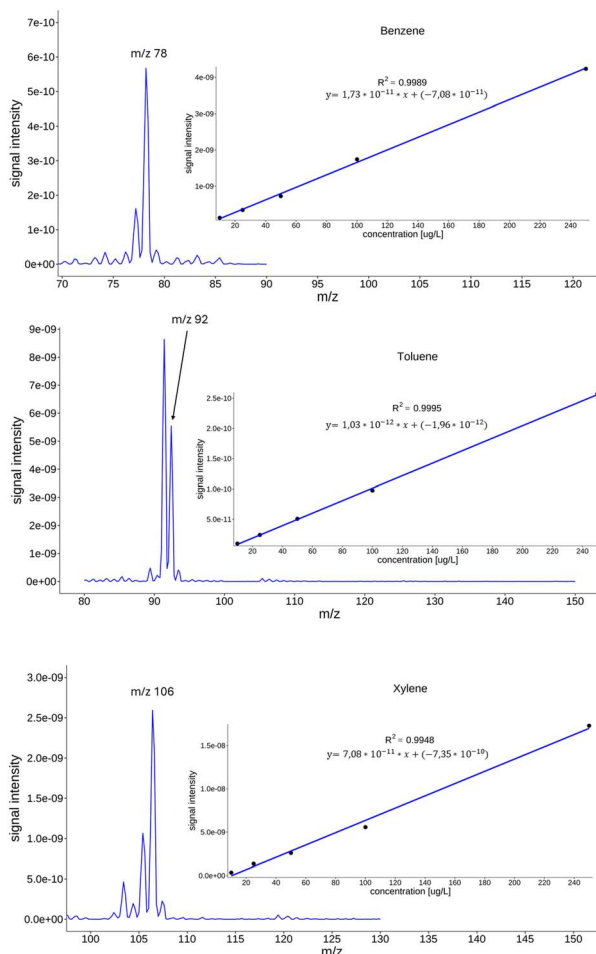 Benzene
m/z 78
7e-10
6e-10
5e-10
4e-10
3e-10
2e-10
1e-10
0e+00
signal intensity
70 75 80 85 90 95 100 105 110 115 120
m/z
R² = 0.9989
y= 1,73 * 10⁻¹¹ * x + (−7,08 * 10⁻¹¹)
4e-09
3e-09
2e-09
1e-09
signal intensity
20 40 60 80 100 120 140 160 180 200 220 240
concentration [ug/L]
m/z 92
Toluene
9e-09
8e-09
7e-09
6e-09
5e-09
4e-09
3e-09
2e-09
1e-09
0e+00
signal intensity
80 90 100 110 120 130 140 150
m/z
R² = 0.9995
y= 1,03 * 10⁻¹² * x + (−1,96 * 10⁻¹²)
2.5e-10
2.0e-10
1.5e-10
1.0e-10
5.0e-11
signal intensity
20 40 60 80 100 120 140 160 180 200 220 240
concentration [ug/L]
m/z 106
Xylene
3.0e-09
2.5e-09
2.0e-09
1.5e-09
1.0e-09
5.0e-10
0.0e+00
signal intensity
100 105 110 115 120 125 130 135 140 145 150
m/z
R² = 0.9948
y= 7,08 * 10⁻¹¹ * x + (−7,35 * 10⁻¹⁰)
1.5e-08
1.0e-08
5.0e-09
0.0e+00
signal intensity
20 40 60 80 100 120 140 160 180 200 220 240
concentration [ug/L]